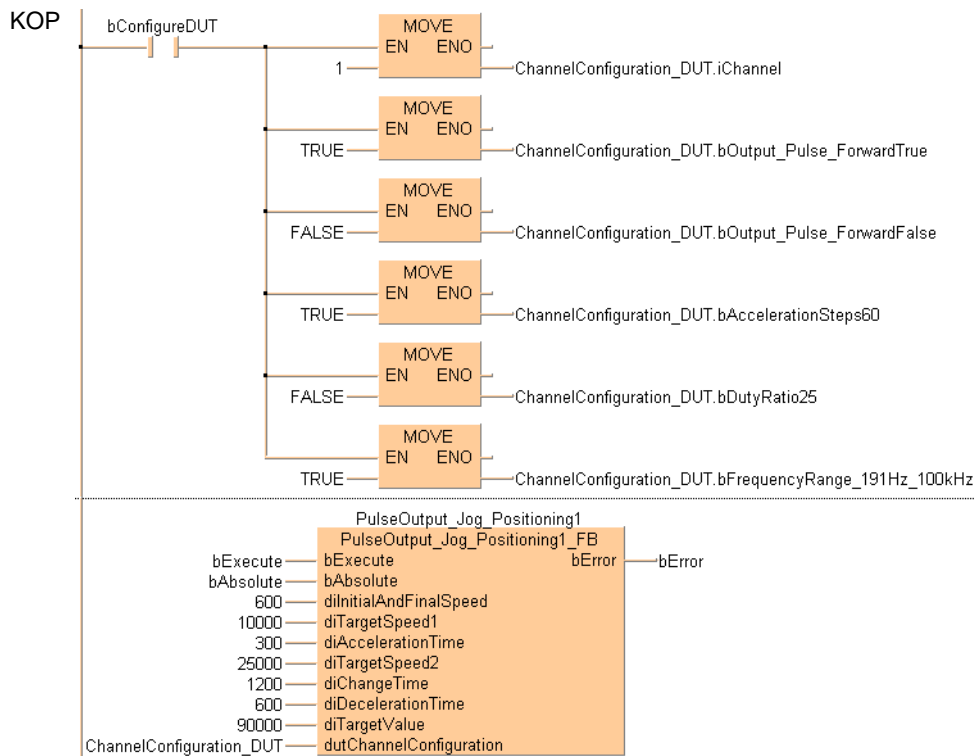 KOP
bConfigureDUT
MOVE
EN ENO
1 ChannelConfiguration_DUT.iChannel
MOVE
EN ENO
TRUE ChannelConfiguration_DUT.bOutput_Pulse_ForwardTrue
MOVE
EN ENO
FALSE ChannelConfiguration_DUT.bOutput_Pulse_ForwardFalse
MOVE
EN ENO
TRUE ChannelConfiguration_DUT.bAccelerationSteps60
MOVE
EN ENO
FALSE ChannelConfiguration_DUT.bDutyRatio25
MOVE
EN ENO
TRUE ChannelConfiguration_DUT.bFrequencyRange_191Hz_100kHz
PulseOutput_Jog_Positioning1
PulseOutput_Jog_Positioning1_FB
bExecute bExecute bError bError
bAbsolute bAbsolute
600 diInitialAndFinalSpeed
10000 diTargetSpeed1
300 diAccelerationTime
25000 diTargetSpeed2
1200 diChangeTime
600 diDecelerationTime
90000 diTargetValue
ChannelConfiguration_DUT dutChannelConfiguration